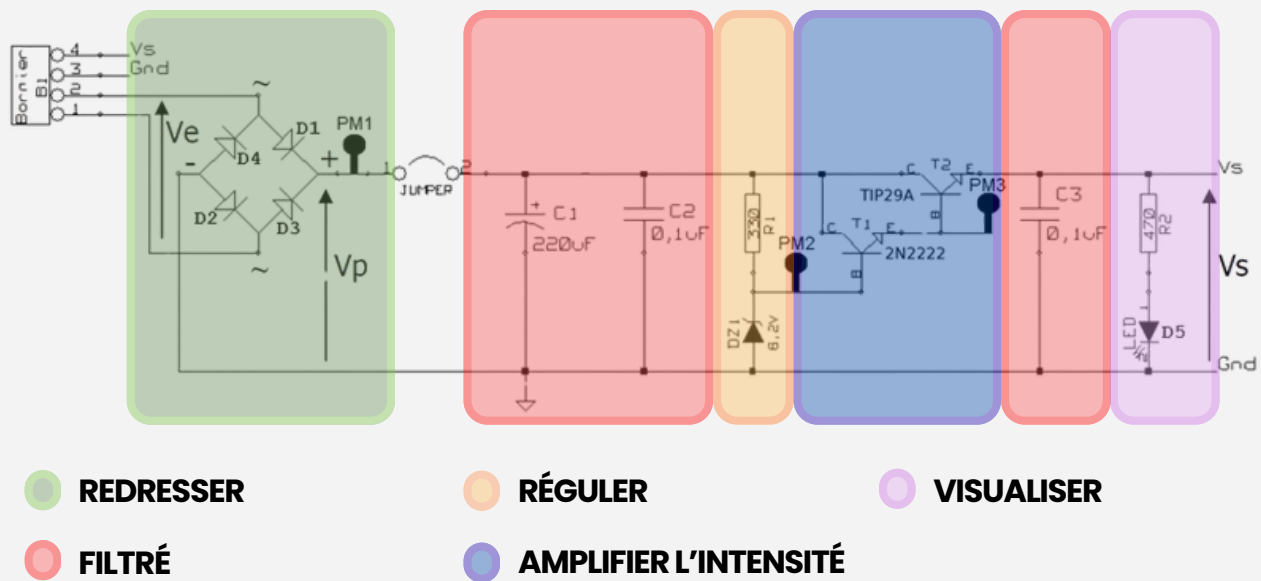 Bornier
B1
4
3
2
1
Vs
Gnd
Ve
~
D4
D1
D2
D3
-
+
~
PM1
Vp
1
2
JUMPER
+
C1
220uF
C2
0,1uF
330
R1
PM2
DZ1
6.2V
C
T2
E
TIP29A
B
PM3
C
T1
E
2N2222
B
C3
0,1uF
470
R2
1
LED
D5
Vs
Vs
Gnd
REDRESSER
RÉGULER
VISUALISER
FILTRÉ
AMPLIFIER L’INTENSITÉ